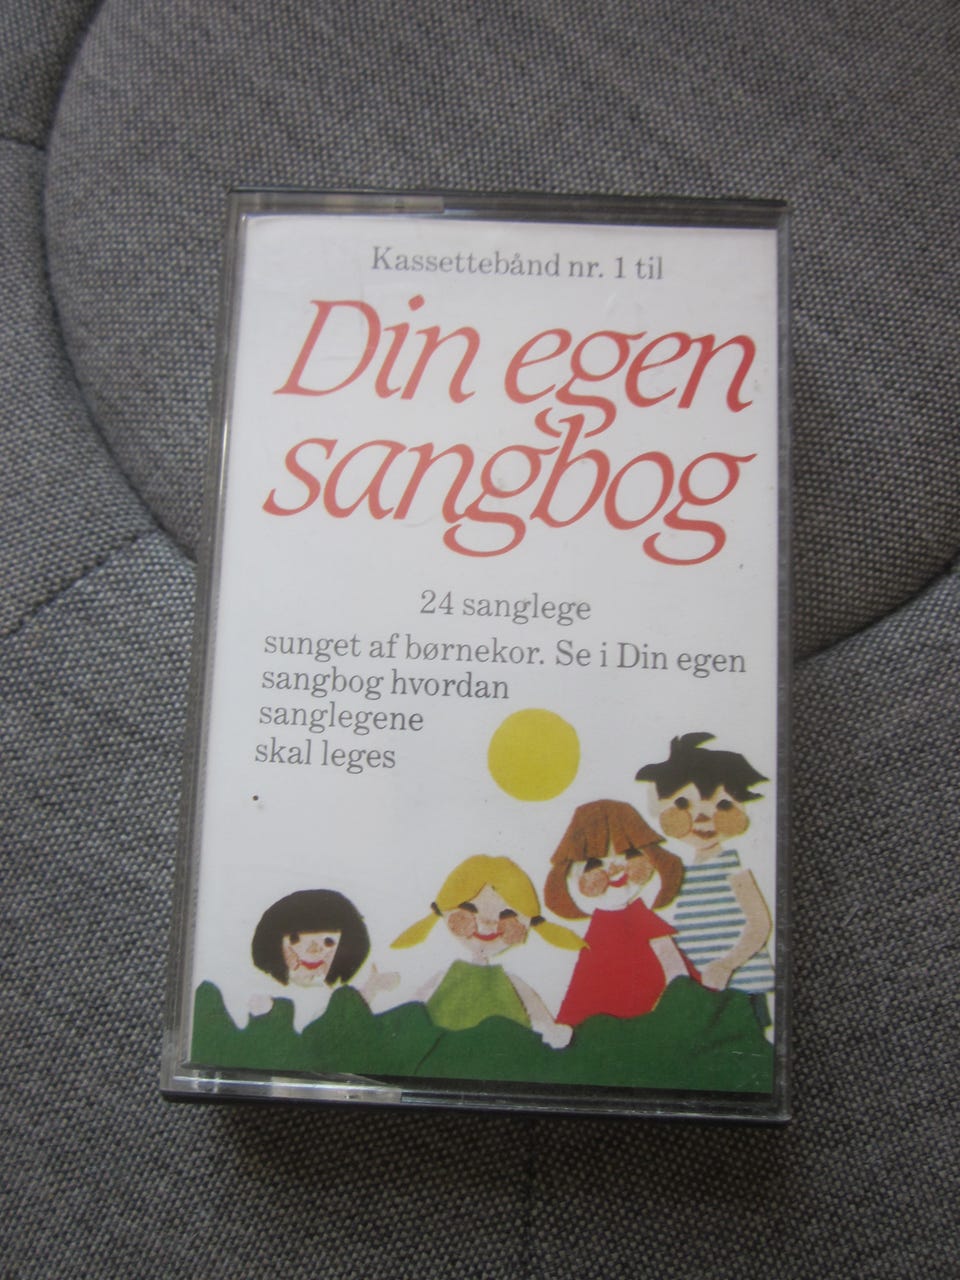 Kassettebånd nr. 1 til
Din egen
sangbog
24 sanglege
sunget af børnekor. Se i Din egen
sangbog hvordan
sanglegene
skal leges